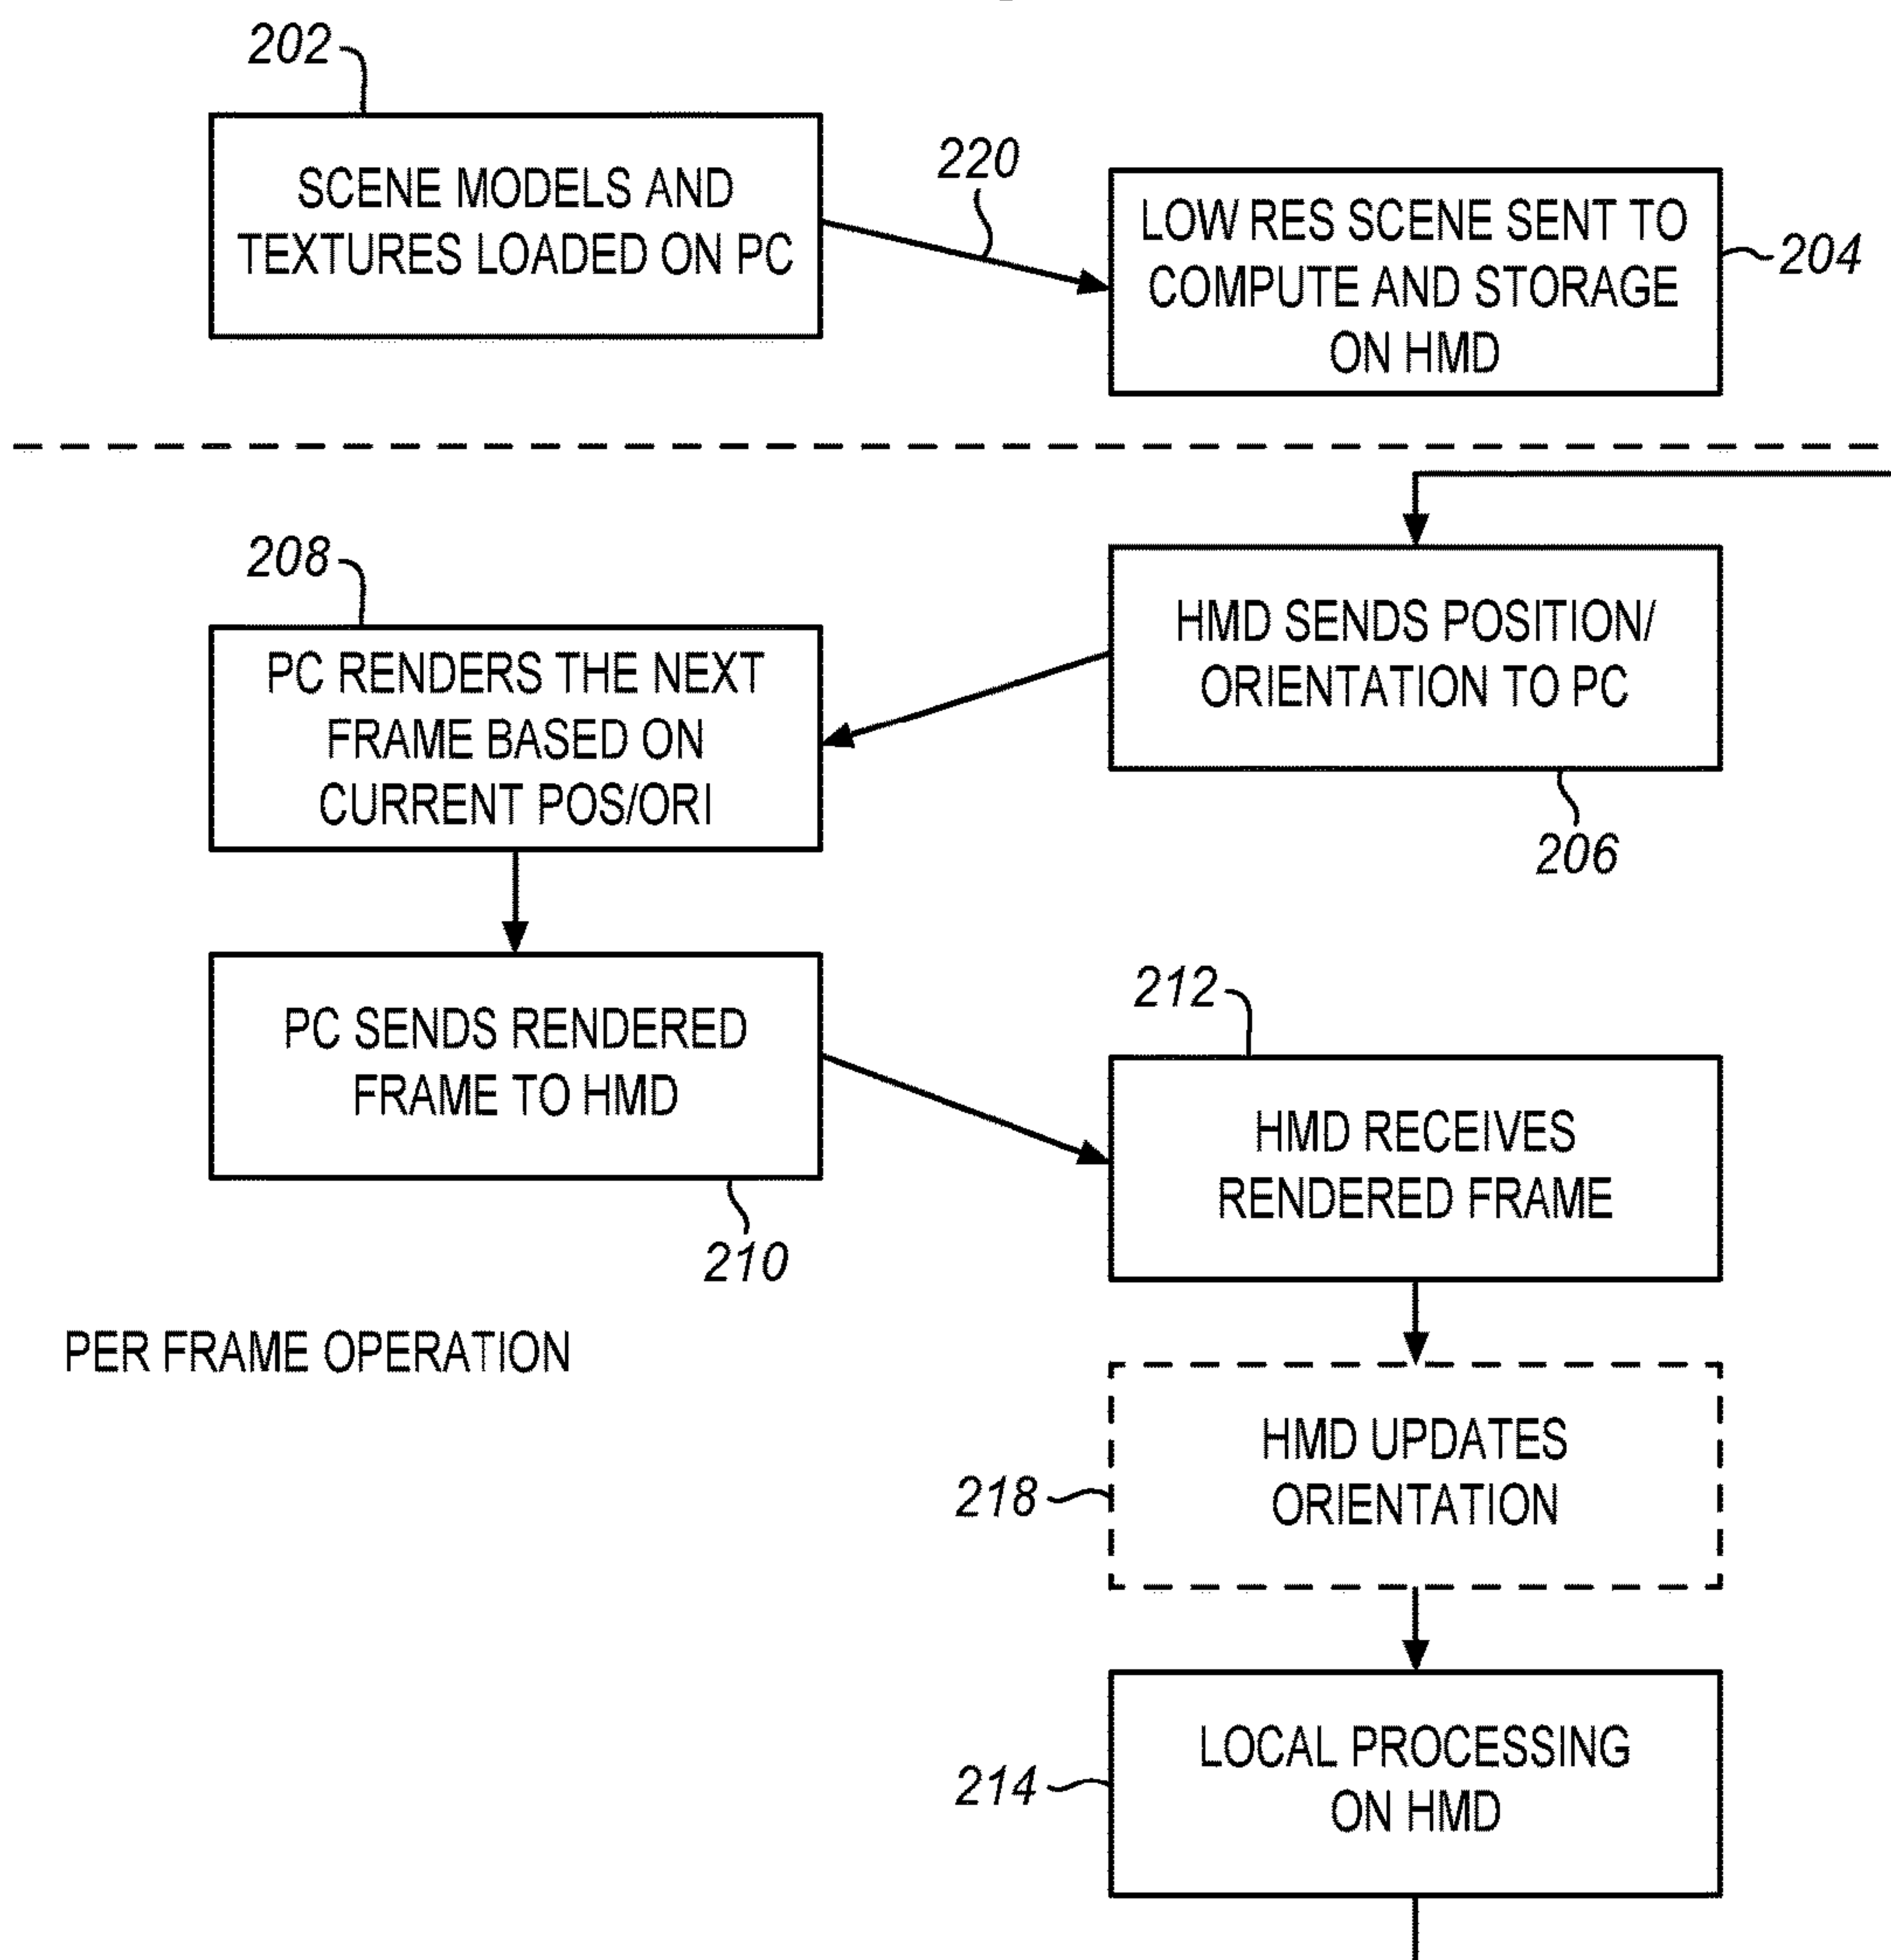 202
SCENE MODELS AND
TEXTURES LOADED ON PC
220
LOW RES SCENE SENT TO
COMPUTE AND STORAGE
ON HMD
204
HMD SENDS POSITION/
ORIENTATION TO PC
206
208
PC RENDERS THE NEXT
FRAME BASED ON
CURRENT POS/ORI
PC SENDS RENDERED
FRAME TO HMD
210
212
HMD RECEIVES
RENDERED FRAME
PER FRAME OPERATION
HMD UPDATES
ORIENTATION
218
LOCAL PROCESSING
ON HMD
214